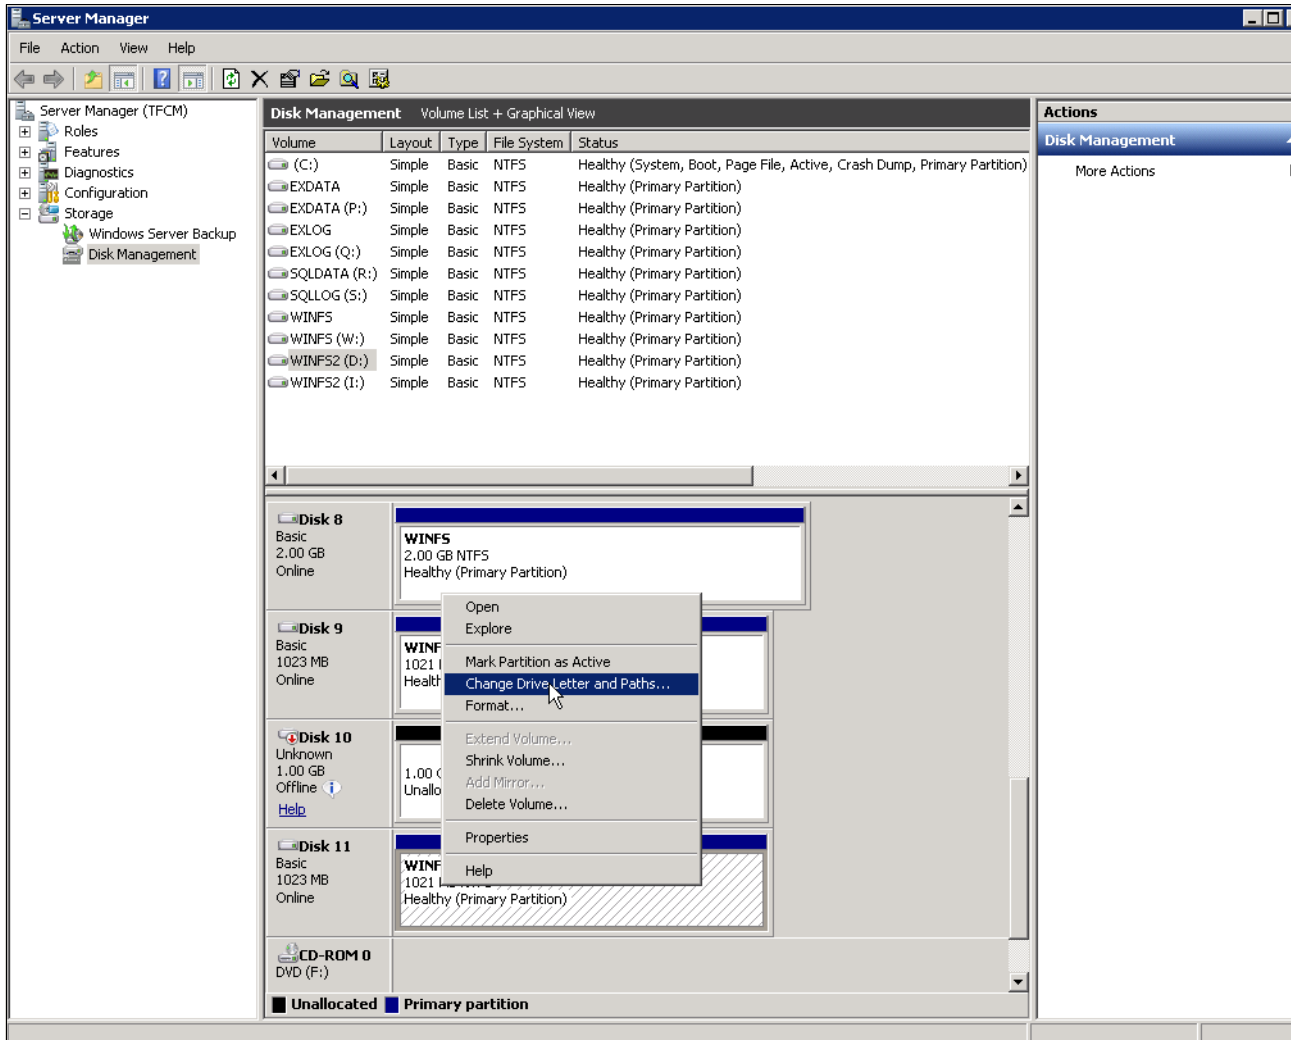 Server Manager
File Action View Help
Server Manager (TFCM)
Roles
Features
Diagnostics
Configuration
Storage
Windows Server Backup
Disk Management
Disk Management Volume List + Graphical View
Volume Layout Type File System Status
(C:) Simple Basic NTFS Healthy (System, Boot, Page File, Active, Crash Dump, Primary Partition)
EXDATA Simple Basic NTFS Healthy (Primary Partition)
EXDATA (P:) Simple Basic NTFS Healthy (Primary Partition)
EXLOG Simple Basic NTFS Healthy (Primary Partition)
EXLOG (Q:) Simple Basic NTFS Healthy (Primary Partition)
SQLDATA (R:) Simple Basic NTFS Healthy (Primary Partition)
SQLLOG (S:) Simple Basic NTFS Healthy (Primary Partition)
WINFS Simple Basic NTFS Healthy (Primary Partition)
WINFS (W:) Simple Basic NTFS Healthy (Primary Partition)
WINFS2 (D:) Simple Basic NTFS Healthy (Primary Partition)
WINFS2 (I:) Simple Basic NTFS Healthy (Primary Partition)
Disk 8
Basic
2.00 GB
Online
WINFS
2.00 GB NTFS
Healthy (Primary Partition)
Disk 9
Basic
1023 MB
Online
WINF
1021
Healt
Disk 10
Unknown
1.00 GB
Offline
Help
1.00
Unallo
Disk 11
Basic
1023 MB
Online
WINF
1021
Healthy (Primary Partition)
CD-ROM 0
DVD (F:)
Open
Explore
Mark Partition as Active
Change Drive Letter and Paths...
Format...
Extend Volume...
Shrink Volume...
Add Mirror...
Delete Volume...
Properties
Help
Unallocated Primary partition
Actions
Disk Management
More Actions